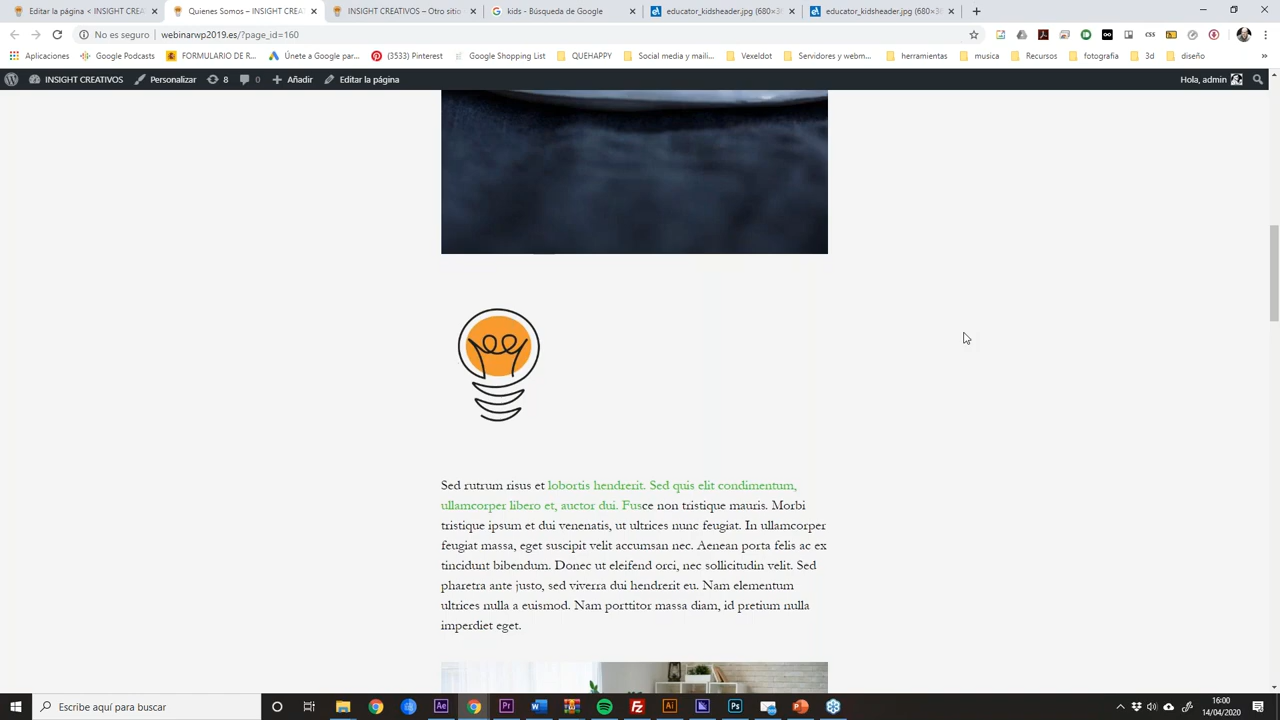 Editar la página < INSIGHT CREA
Quienes Somos – INSIGHT CREATI
INSIGHT CREATIVOS – Otro sitio
kids - Búsqueda de Google
educator_kidsheader.jpg (680×3
educator_kidsheader.jpg (680×3
No es seguro
webinarwp2019.es/?page_id=160
Aplicaciones
Google Podcasts
FORMULARIO DE R...
Únete a Google par...
(3533) Pinterest
Google Shopping List
QUEHAPPY
Social media y maili...
Vexeldot
Servidores y webm...
herramientas
musica
Recursos
fotografia
3d
diseño
INSIGHT CREATIVOS
Personalizar
8
0
Añadir
Editar la página
Hola, admin
Sed rutrum risus et lobortis hendrerit. Sed quis elit condimentum,
ullamcorper libero et, auctor dui. Fusce non tristique mauris. Morbi
tristique ipsum et dui venenatis, ut ultrices nunc feugiat. In ullamcorper
feugiat massa, eget suscipit velit accumsan nec. Aenean porta felis ac ex
tincidunt bibendum. Donec ut eleifend orci, nec sollicitudin velit. Sed
pharetra ante justo, sed viverra dui hendrerit eu. Nam elementum
ultrices nulla a euismod. Nam porttitor massa diam, id pretium nulla
imperdiet eget.
Escribe aquí para buscar
16:00
14/04/2020